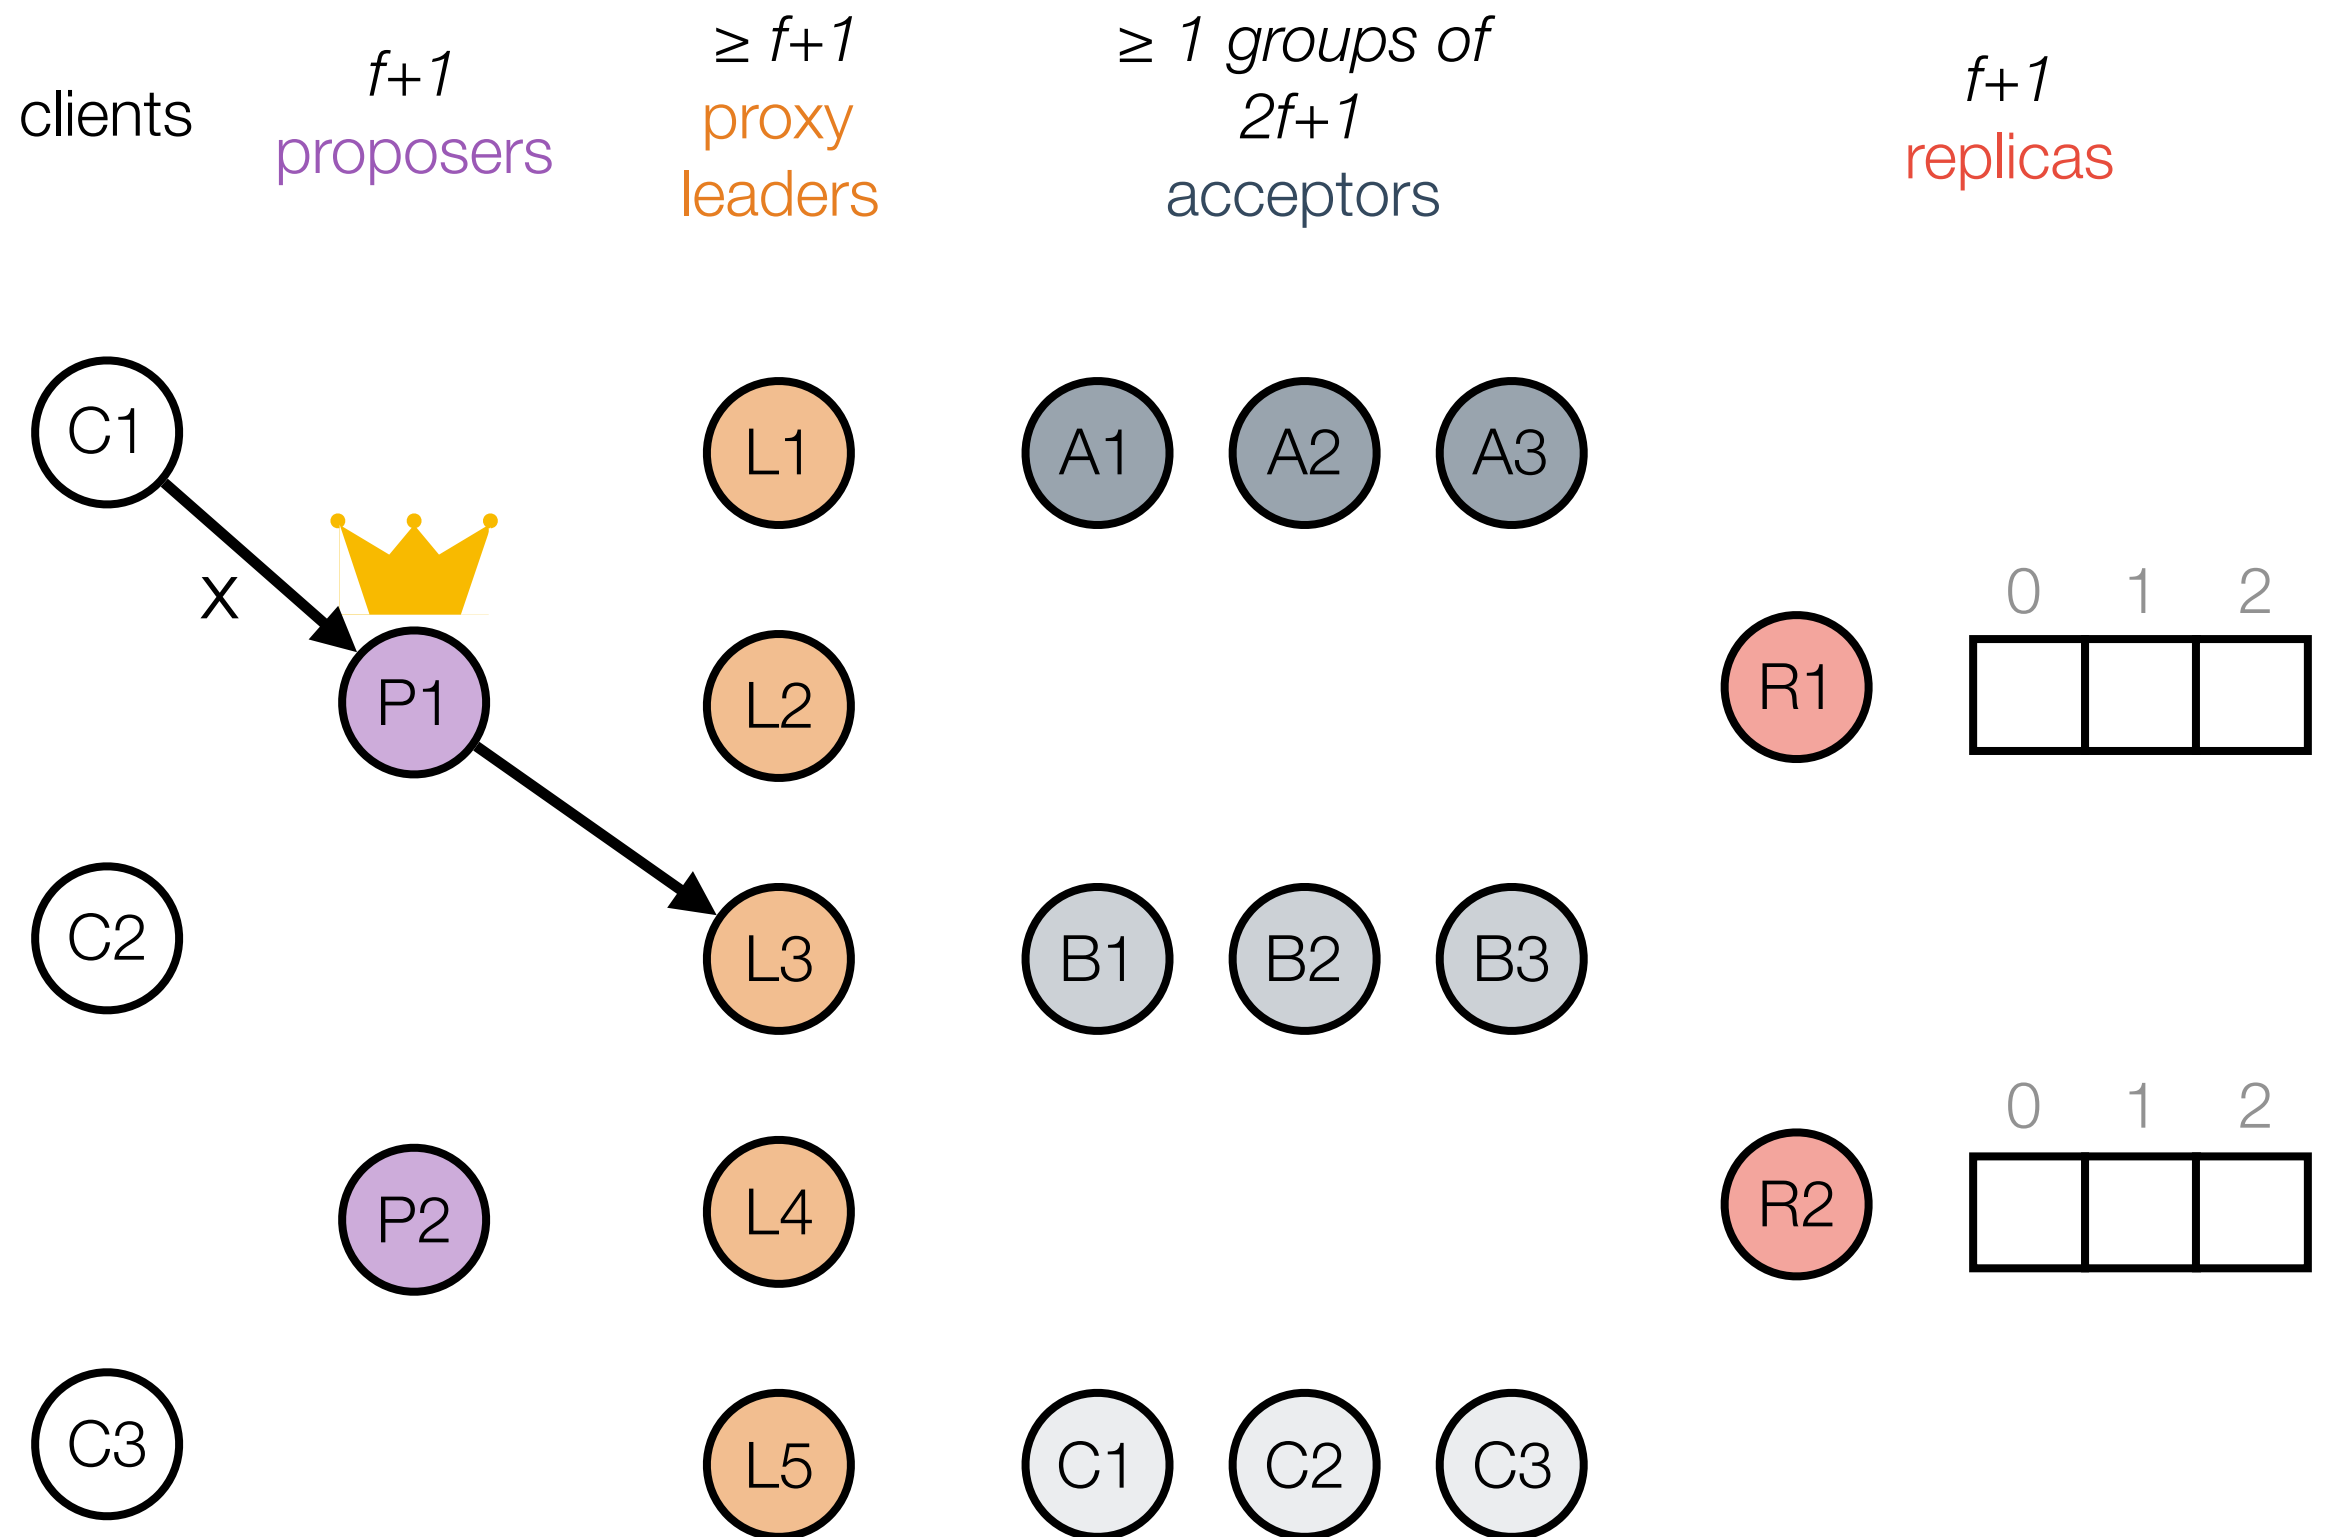 clients
f+1
proposers
≥ f+1
proxy
leaders
≥ 1 groups of
2f+1
acceptors
f+1
replicas
C1
L1
A1
A2
A3
x
P1
L2
R1
0 1 2
C2
L3
B1
B2
B3
P2
L4
R2
0 1 2
C3
L5
C1
C2
C3